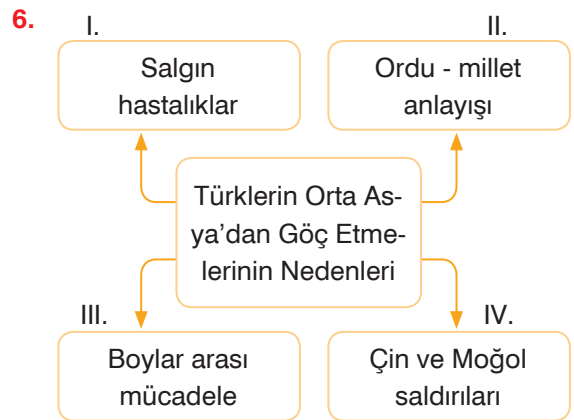 6.
I.
Salgın
hastalıklar
II.
Ordu - millet
anlayışı
Türklerin Orta As-
ya’dan Göç Etme-
lerinin Nedenleri
III.
Boylar arası
mücadele
IV.
Çin ve Moğol
saldırıları